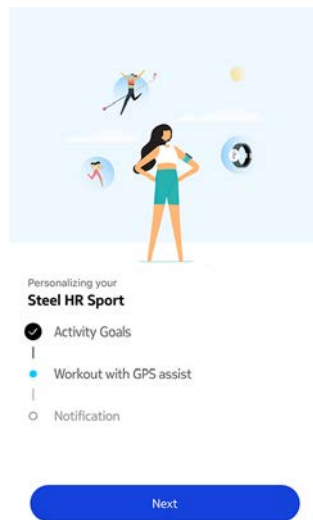 Personalizing your
Steel HR Sport
Activity Goals
Workout with GPS assist
Notification
Next